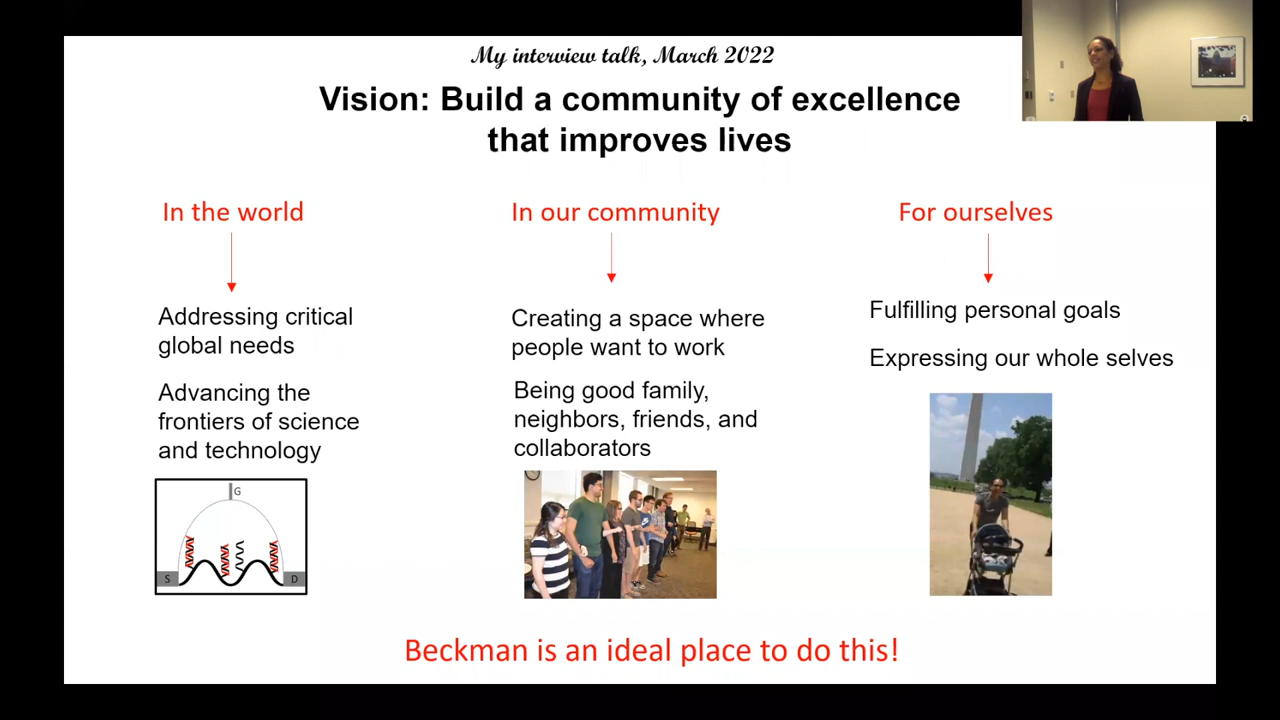 My interview talk, March 2022
Vision: Build a community of excellence
that improves lives
In the world
Addressing critical
global needs
Advancing the
frontiers of science
and technology
G
S
D
In our community
Creating a space where
people want to work
Being good family,
neighbors, friends, and
collaborators
For ourselves
Fulfilling personal goals
Expressing our whole selves
Beckman is an ideal place to do this!